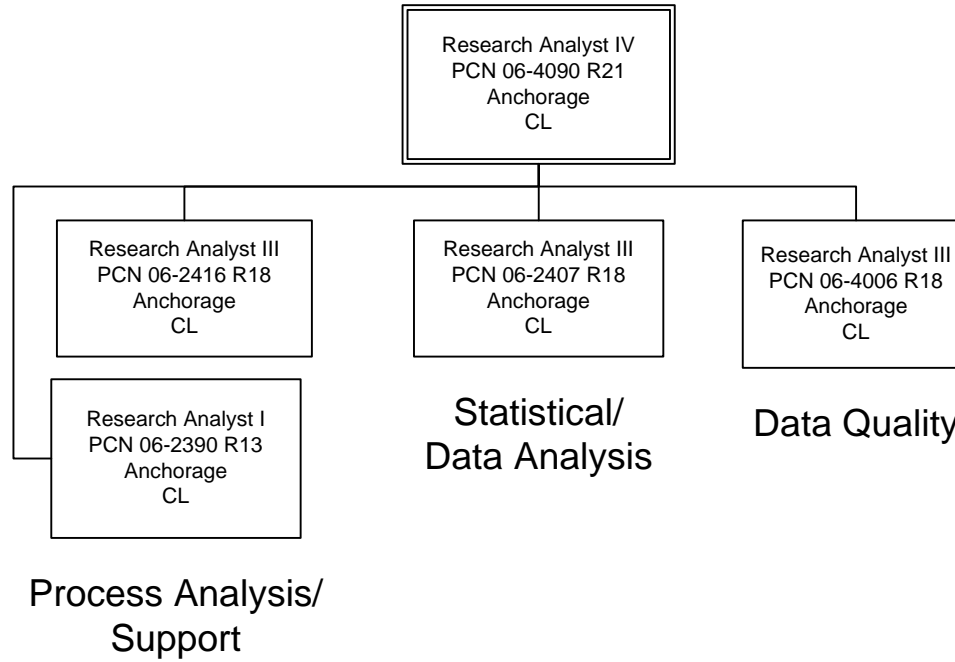 Research Analyst IV
PCN 06-4090 R21
Anchorage
CL
Research Analyst III
PCN 06-2416 R18
Anchorage
CL
Research Analyst III
PCN 06-2407 R18
Anchorage
CL
Research Analyst III
PCN 06-4006 R18
Anchorage
CL
Research Analyst I
PCN 06-2390 R13
Anchorage
CL
Statistical/
Data Analysis
Data Quality
Process Analysis/
Support